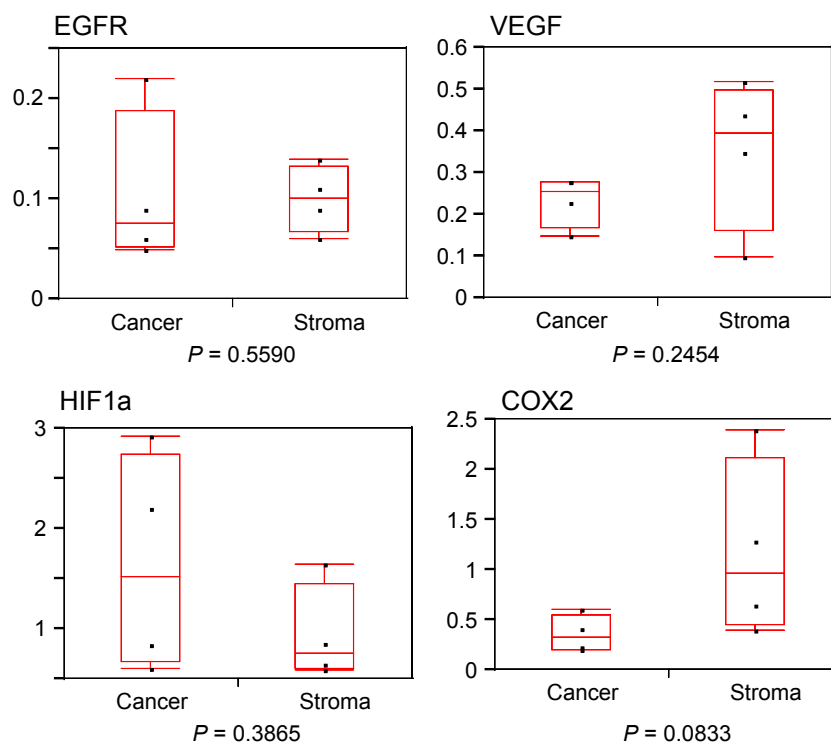 EGFR
0.2
0.1
0
Cancer Stroma
P = 0.5590
VEGF
0.6
0.5
0.4
0.3
0.2
0.1
0
Cancer Stroma
P = 0.2454
HIF1a
3
2
1
Cancer Stroma
P = 0.3865
COX2
2.5
2
1.5
1
0.5
0
Cancer Stroma
P = 0.0833